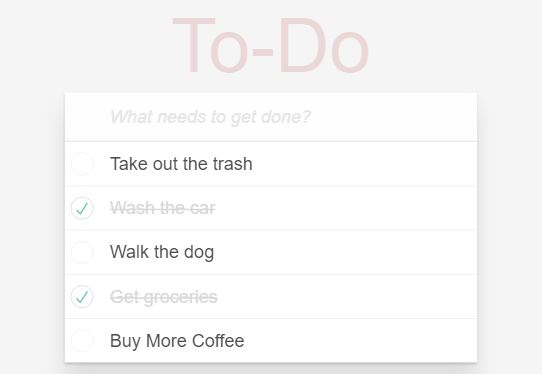 To-Do
What needs to get done?
Take out the trash
Wash the car
Walk the dog
Get groceries
Buy More Coffee